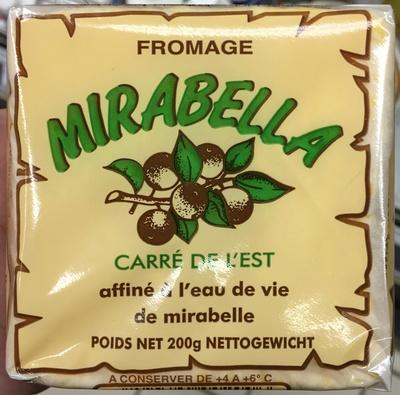 FROMAGE
MIRABELLA
CARRÉ DE L'EST
affiné à l'eau de vie
de mirabelle
POIDS NET 200g NETTOGEWICHT
A CONSERVER DE +4 A +6° C